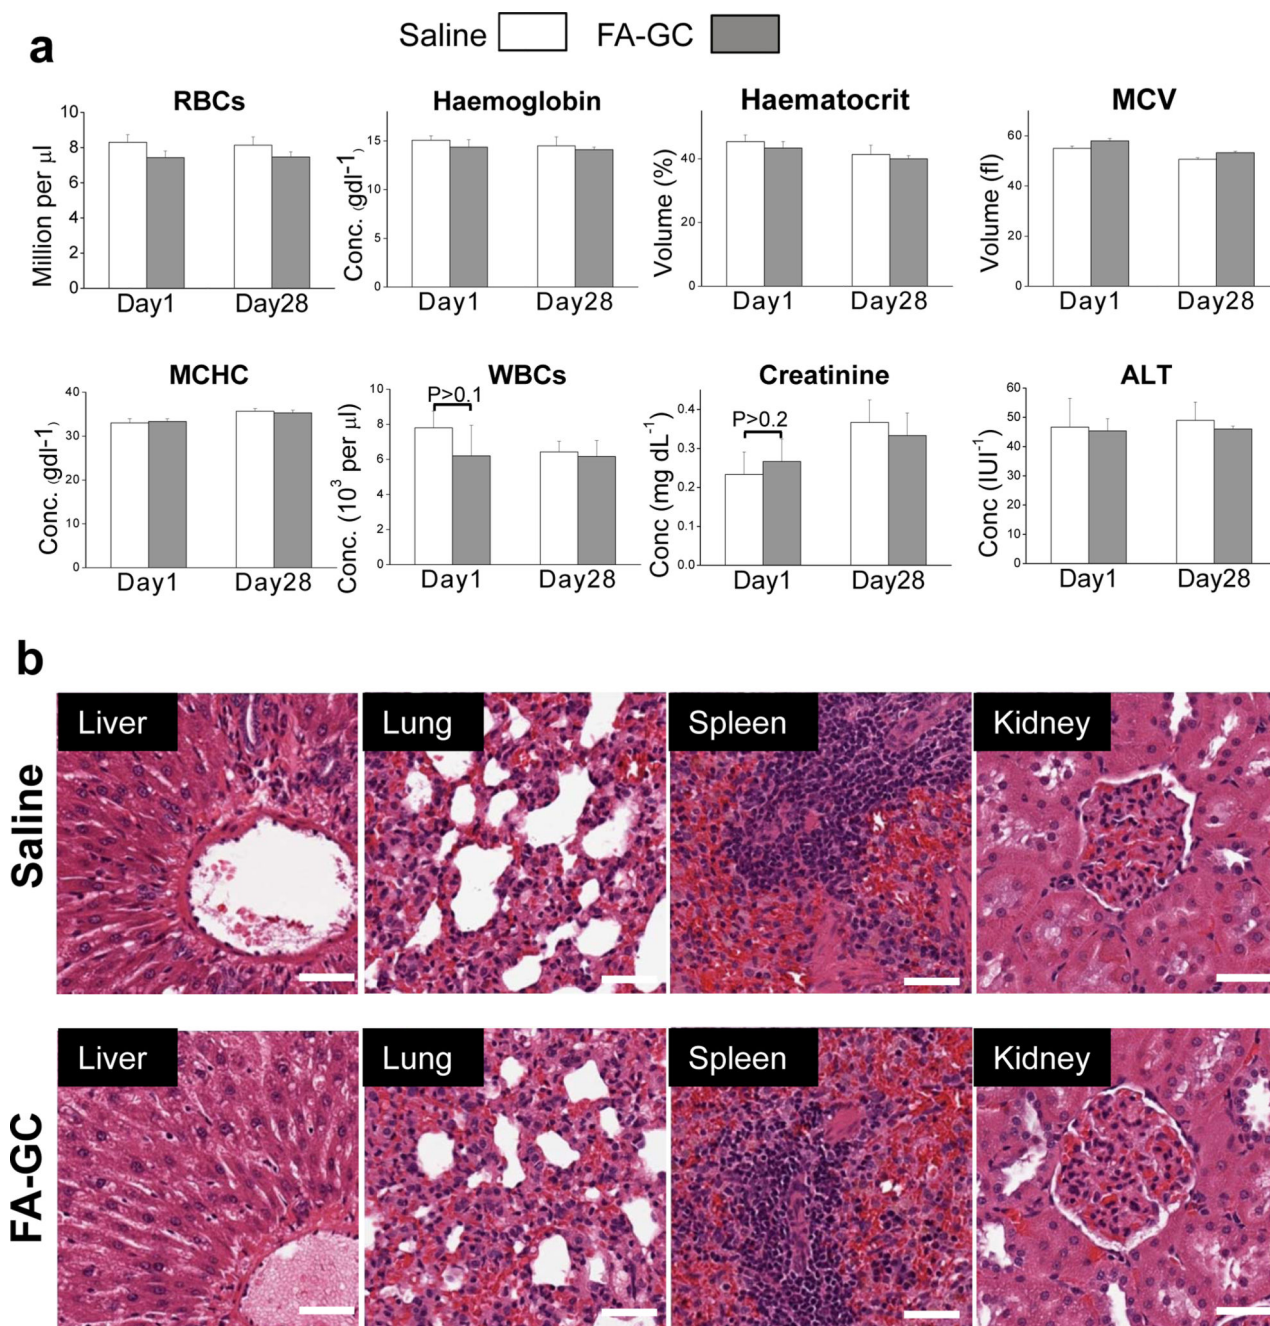 a
Saline FA-GC
RBCs
Million per µl
10
8
6
4
2
0
Day1 Day28
Haemoglobin
Conc. (gdl-1)
15
10
5
0
Day1 Day28
Haematocrit
Volume (%)
40
20
0
Day1 Day28
MCV
Volume (fl)
60
40
20
0
Day1 Day28
MCHC
Conc. (gdl-1)
40
30
20
10
0
Day1 Day28
WBCs
Conc. (10³ per µl)
10
8
6
4
2
0
P>0.1
Day1 Day28
Creatinine
Conc (mg dL⁻¹)
0.4
0.3
0.2
0.1
0.0
P>0.2
Day1 Day28
ALT
Conc (IUl⁻¹)
60
50
40
30
20
10
0
Day1 Day28
b
Saline
Liver Lung Spleen Kidney
FA-GC
Liver Lung Spleen Kidney